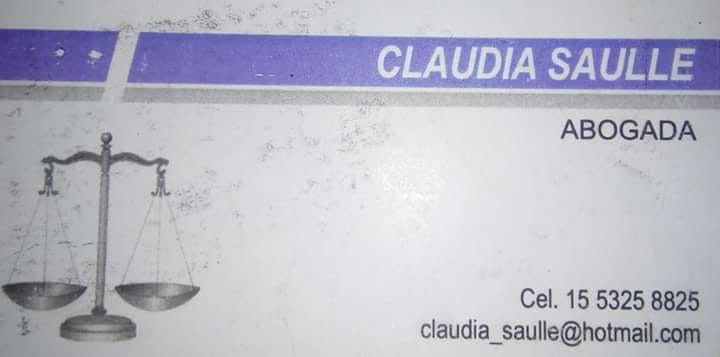 CLAUDIA SAULLE
ABOGADA
Cel. 15 5325 8825
claudia_saulle@hotmail.com